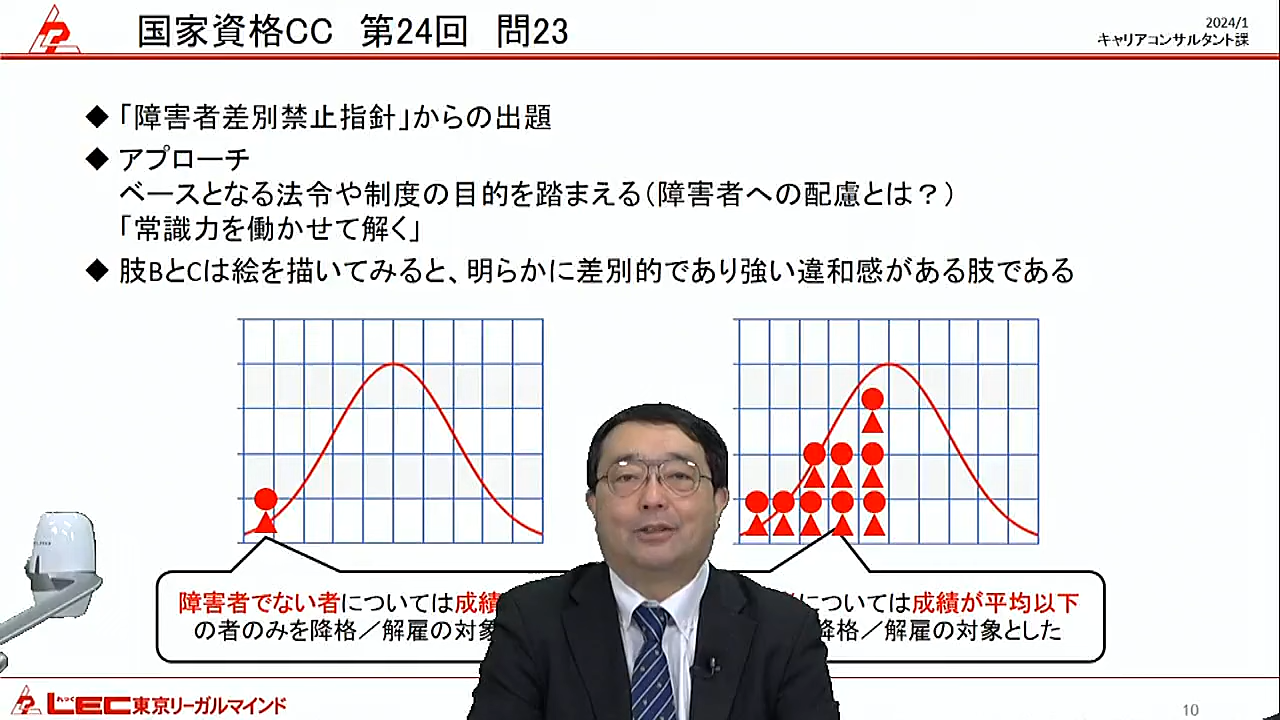 国家資格CC 第24回 問23
2024/1
キャリアコンサルタント課
◆「障害者差別禁止指針」からの出題
◆ アプローチ
ベースとなる法令や制度の目的を踏まえる（障害者への配慮とは？）
「常識力を働かせて解く」
◆ 肢BとCは絵を描いてみると、明らかに差別的であり強い違和感がある肢である
障害者でない者については成績
の者のみを降格／解雇の対象
については成績が平均以下
降格／解雇の対象とした
LEC東京リーガルマインド
10